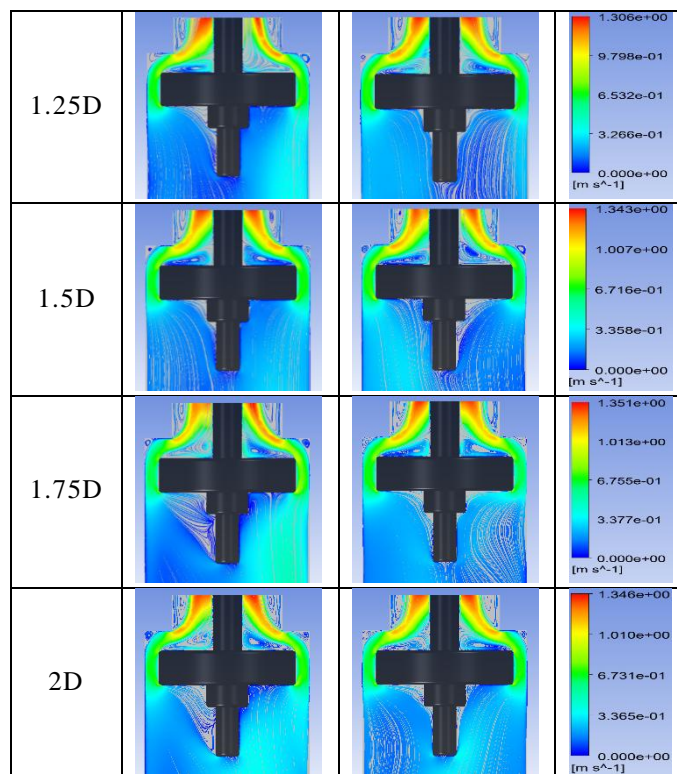 1.25D
1.306e+00
9.798e-01
6.532e-01
3.266e-01
0.000e+00
[m s^-1]
1.5D
1.343e+00
1.007e+00
6.716e-01
3.358e-01
0.000e+00
[m s^-1]
1.75D
1.351e+00
1.013e+00
6.755e-01
3.377e-01
0.000e+00
[m s^-1]
2D
1.346e+00
1.010e+00
6.731e-01
3.365e-01
0.000e+00
[m s^-1]